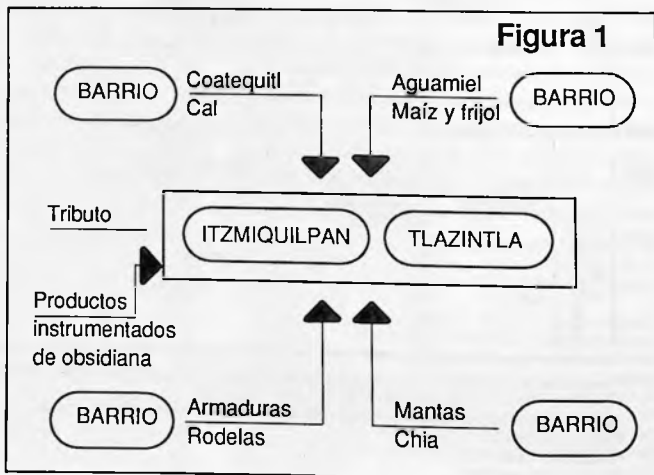 Figura 1
BARRIO
Coatequitl
Cal
Aguamiel
Maíz y frijol
BARRIO
Tributo
ITZMIQUILPAN
TLAZINTLA
Productos
instrumentados
de obsidiana
BARRIO
Armaduras
Rodelas
Mantas
Chia
BARRIO